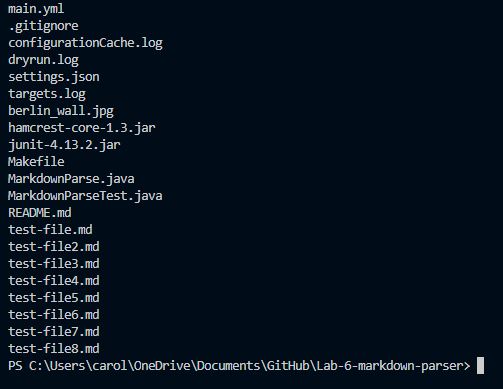 main.yml
.gitignore
configurationCache.log
dryrun.log
settings.json
targets.log
berlin_wall.jpg
hamcrest-core-1.3.jar
junit-4.13.2.jar
Makefile
MarkdownParse.java
MarkdownParseTest.java
README.md
test-file.md
test-file2.md
test-file3.md
test-file4.md
test-file5.md
test-file6.md
test-file7.md
test-file8.md
PS C:\Users\carol\OneDrive\Documents\GitHub\Lab-6-markdown-parser>